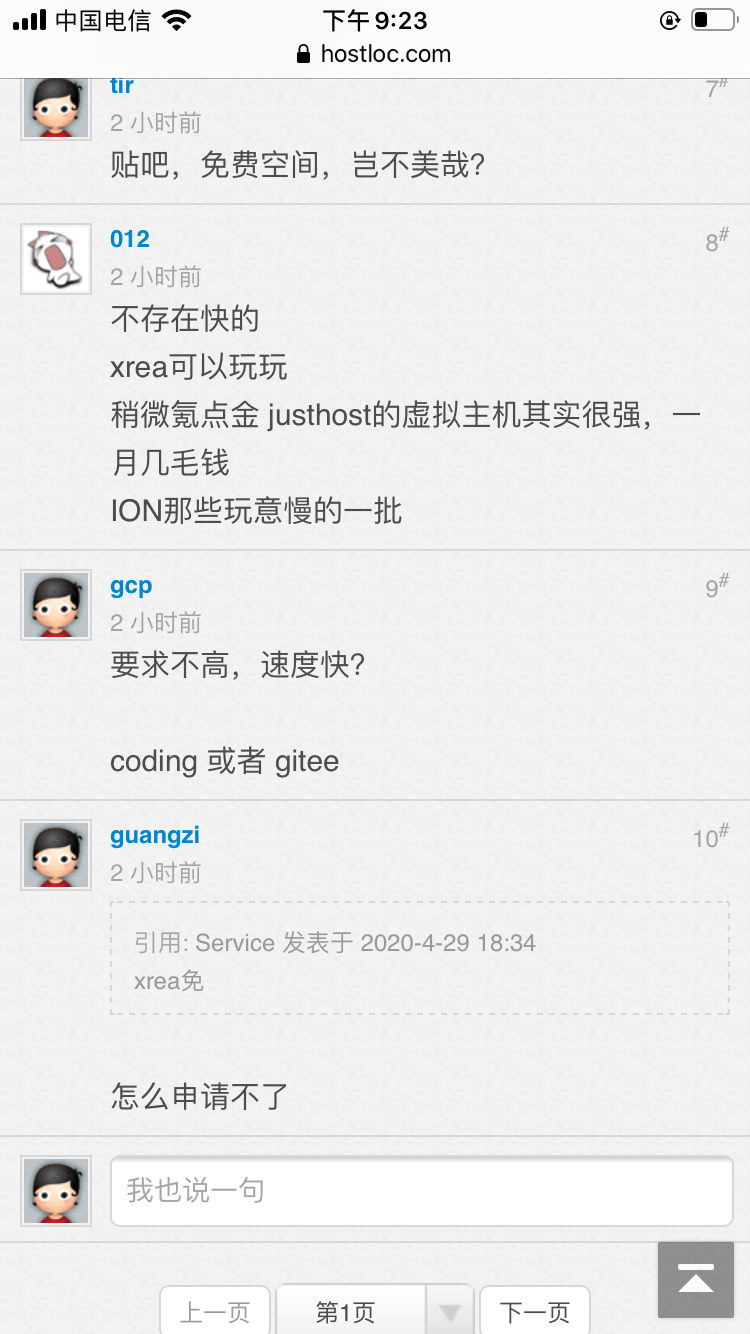 中国电信 下午9:23
hostloc.com
tir 7#
2 小时前
贴吧，免费空间，岂不美哉？
012 8#
2 小时前
不存在快的
xrea可以玩玩
稍微氪点金 justhost的虚拟主机其实很强，一
月几毛钱
ION那些玩意慢的一批
gcp 9#
2 小时前
要求不高，速度快？
coding 或者 gitee
guangzi 10#
2 小时前
引用: Service 发表于 2020-4-29 18:34
xrea免
怎么申请不了
我也说一句
上一页 第1页 下一页